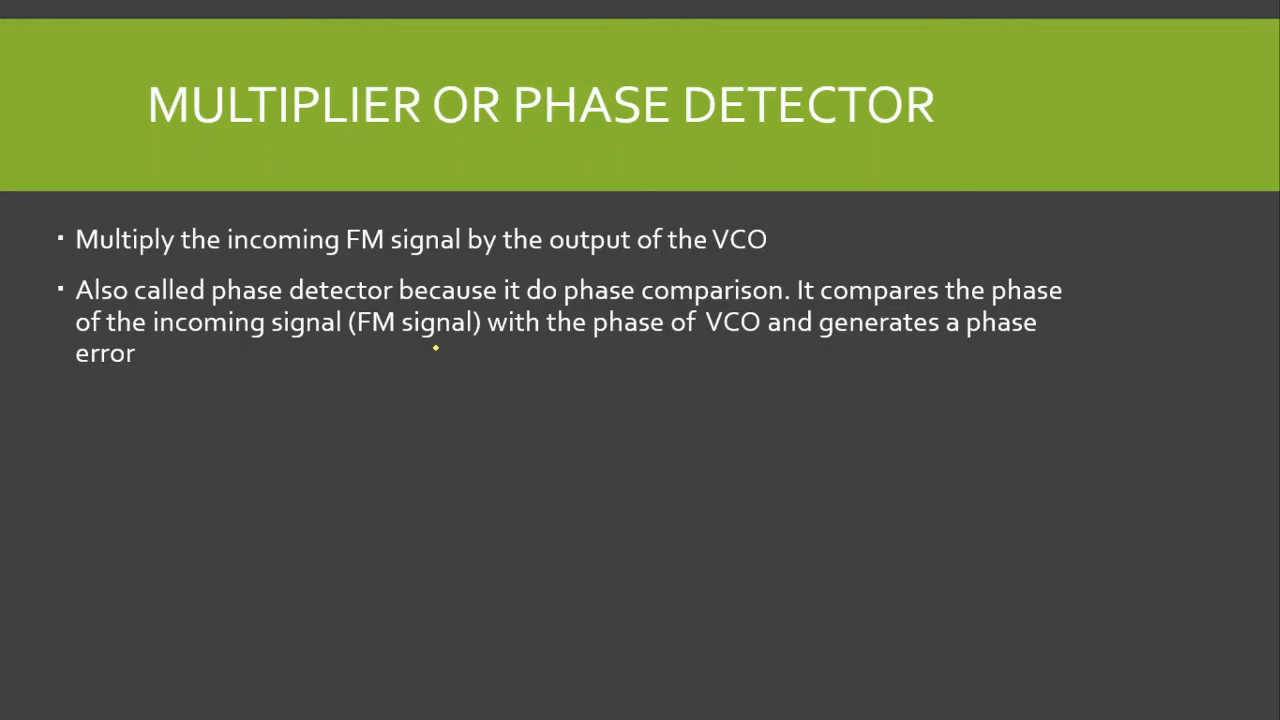 MULTIPLIER OR PHASE DETECTOR
▪ Multiply the incoming FM signal by the output of the VCO
▪ Also called phase detector because it do phase comparison. It compares the phase
of the incoming signal (FM signal) with the phase of  VCO and generates a phase
error